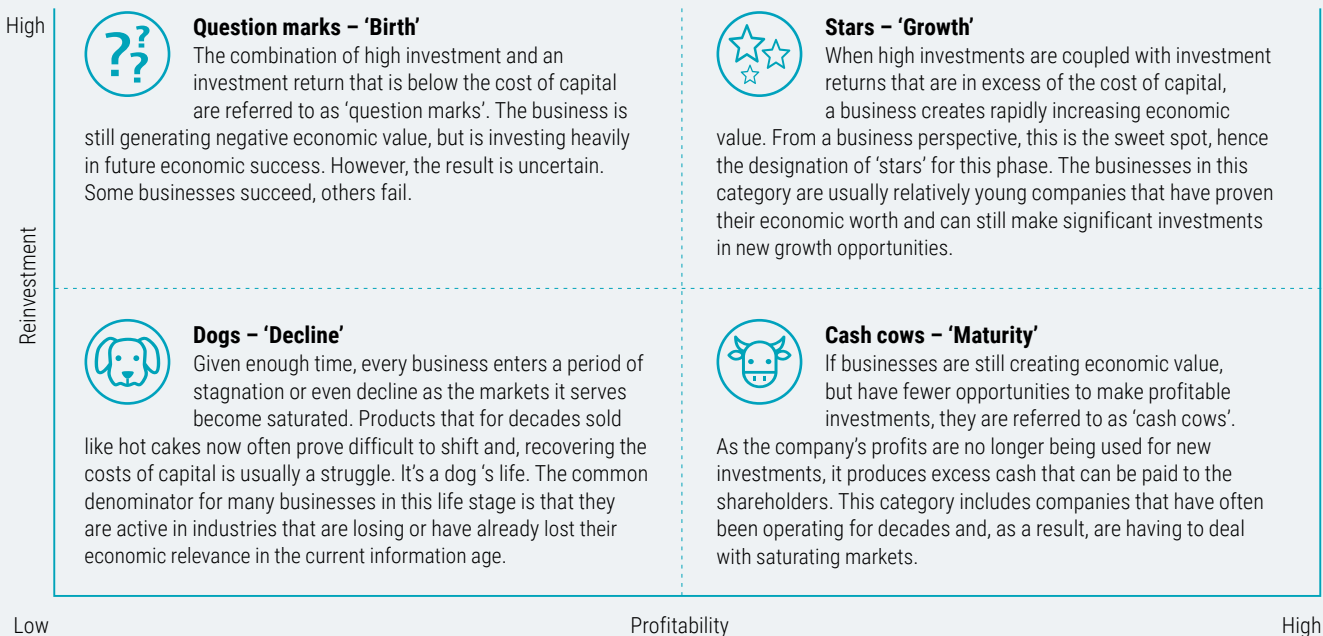 High
Reinvestment
??? 
Question marks – ‘Birth’
The combination of high investment and an
investment return that is below the cost of capital
are referred to as ‘question marks’. The business is
still generating negative economic value, but is investing heavily
in future economic success. However, the result is uncertain.
Some businesses succeed, others fail.
Stars – ‘Growth’
When high investments are coupled with investment
returns that are in excess of the cost of capital,
a business creates rapidly increasing economic
value. From a business perspective, this is the sweet spot, hence
the designation of ‘stars’ for this phase. The businesses in this
category are usually relatively young companies that have proven
their economic worth and can still make significant investments
in new growth opportunities.
Dogs – ‘Decline’
Given enough time, every business enters a period of
stagnation or even decline as the markets it serves
become saturated. Products that for decades sold
like hot cakes now often prove difficult to shift and, recovering the
costs of capital is usually a struggle. It’s a dog ‘s life. The common
denominator for many businesses in this life stage is that they
are active in industries that are losing or have already lost their
economic relevance in the current information age.
Cash cows – ‘Maturity’
If businesses are still creating economic value,
but have fewer opportunities to make profitable
investments, they are referred to as ‘cash cows’.
As the company’s profits are no longer being used for new
investments, it produces excess cash that can be paid to the
shareholders. This category includes companies that have often
been operating for decades and, as a result, are having to deal
with saturating markets.
Low
Profitability
High